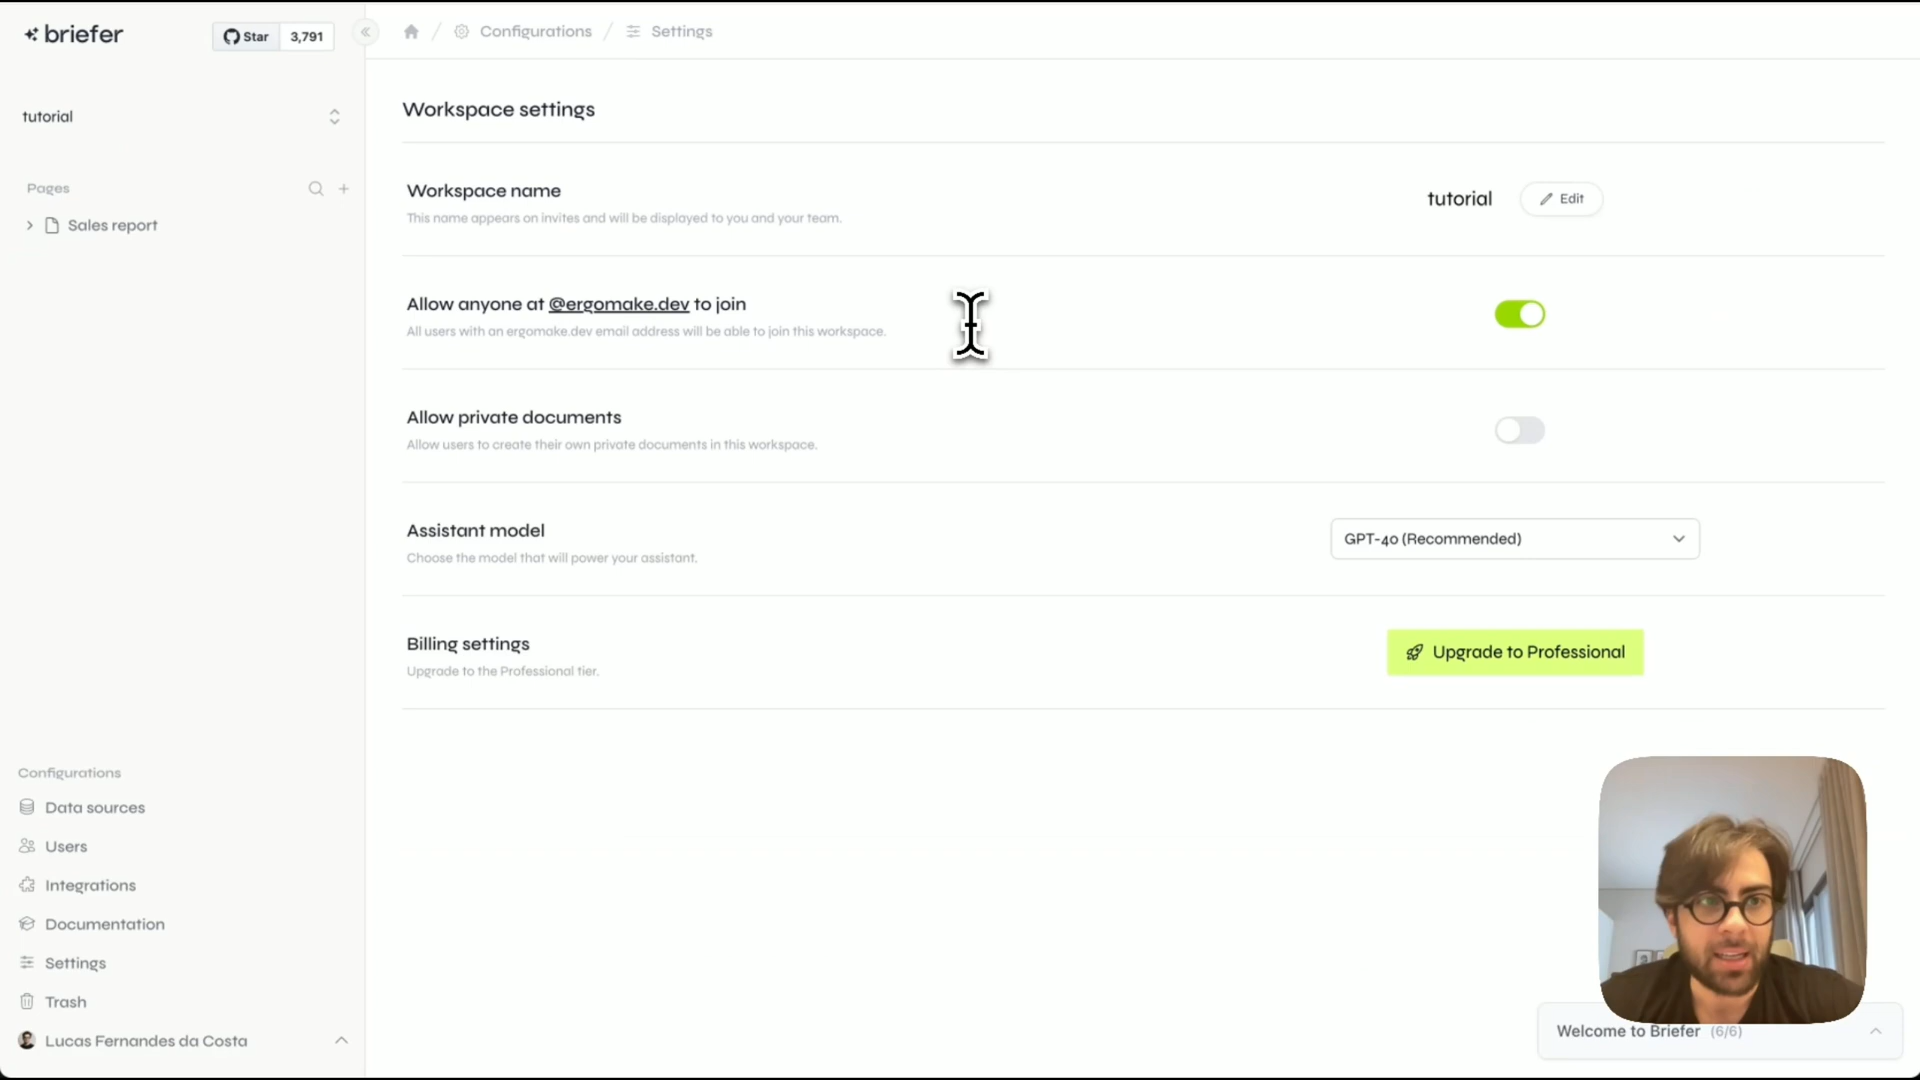 briefer
Star 3,791
Configurations
Settings
tutorial
Pages
Sales report
Workspace settings
Workspace name
This name appears on invites and will be displayed to you and your team.
tutorial
Edit
Allow anyone at @ergomake.dev to join
All users with an ergomake.dev email address will be able to join this workspace.
Allow private documents
Allow users to create their own private documents in this workspace.
Assistant model
Choose the model that will power your assistant.
GPT-4o (Recommended)
Billing settings
Upgrade to the Professional tier.
Upgrade to Professional
Configurations
Data sources
Users
Integrations
Documentation
Settings
Trash
Lucas Fernandes da Costa
Welcome to Briefer (6/6)